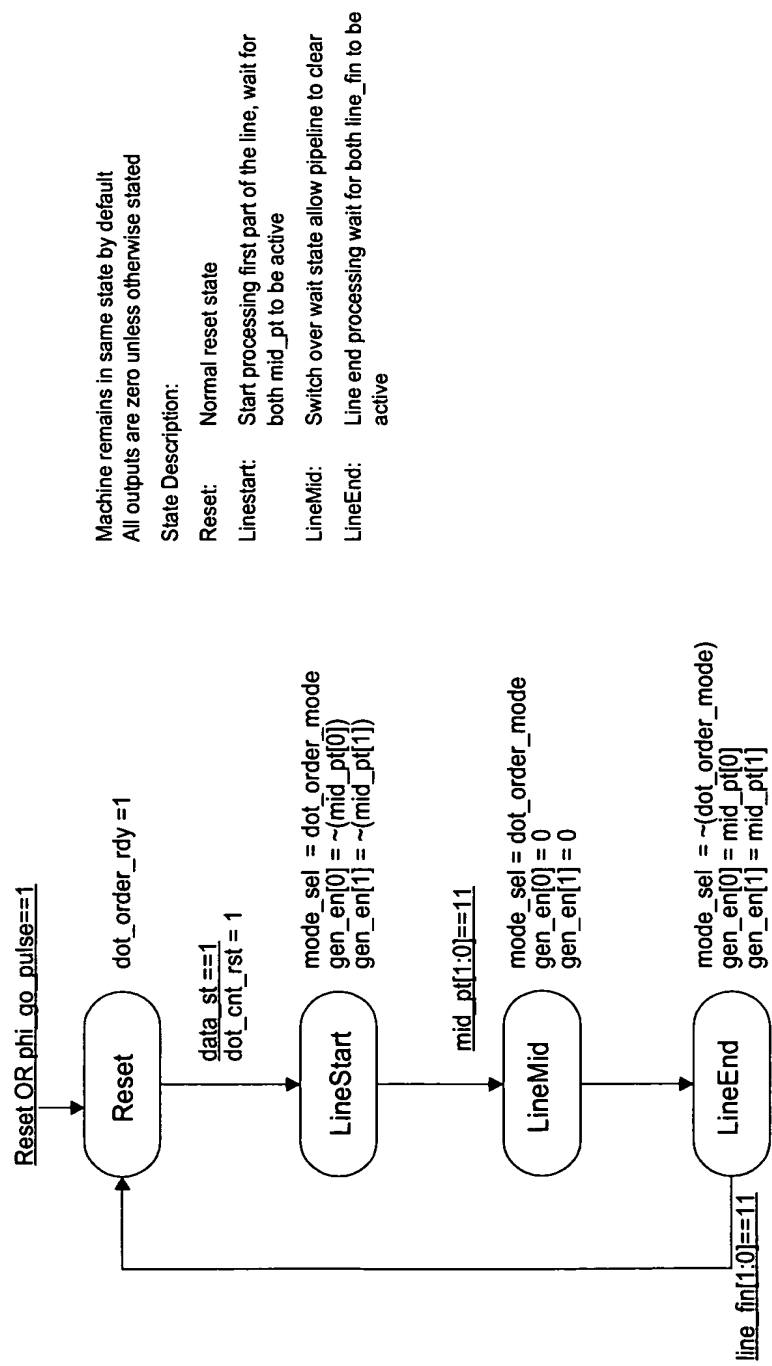 Reset OR phi_go_pulse==1
Reset
dot_order_rdy =1
data_st ==1
dot_cnt_rst = 1
LineStart
mode_sel = dot_order_mode
gen_en[0] = ~(mid_pt[0])
gen_en[1] = ~(mid_pt[1])
mid_pt[1:0]==11
LineMid
mode_sel = dot_order_mode
gen_en[0] = 0
gen_en[1] = 0
LineEnd
mode_sel = ~(dot_order_mode)
gen_en[0] = mid_pt[0]
gen_en[1] = mid_pt[1]
line_fin[1:0]==11
Machine remains in same state by default
All outputs are zero unless otherwise stated
State Description:
Reset: Normal reset state
Linestart: Start processing first part of the line, wait for
both mid_pt to be active
LineMid: Switch over wait state allow pipeline to clear
LineEnd: Line end processing wait for both line_fin to be
active